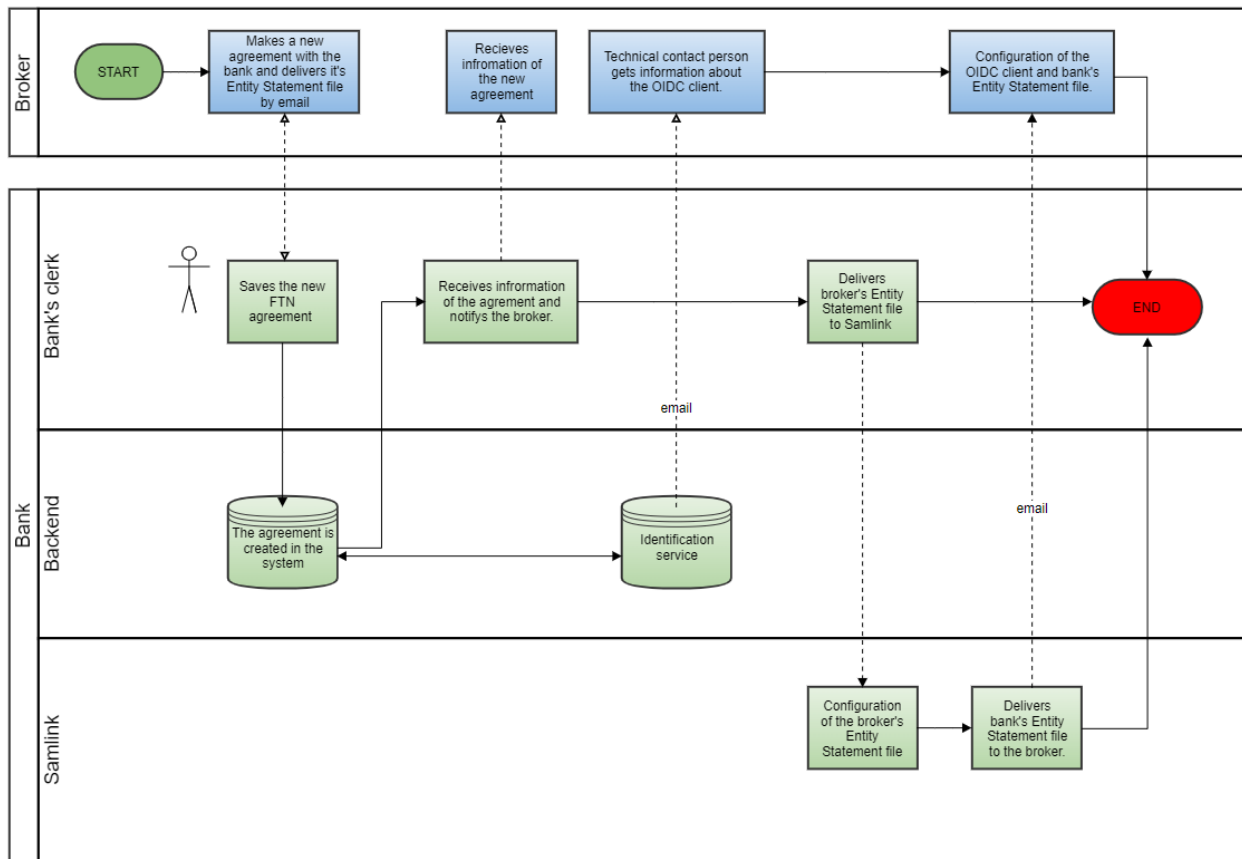 Broker
START
Makes a new
agreement with the
bank and delivers it's
Entity Statement file
by email
Recieves
infromation of
the new
agreement
Technical contact person
gets information about
the OIDC client.
Configuration of the
OIDC client and bank's
Entity Statement file.
Bank
Bank's clerk
Saves the new
FTN
agreement
Receives infrormation
of the agrement and
notifys the broker.
Delivers
broker's Entity
Statement file
to Samlink
END
email
Backend
The agreement is
created in the
system
Identification
service
email
Samlink
Configuration
of the broker's
Entity
Statement file
Delivers
bank's Entity
Statement file
to the broker.